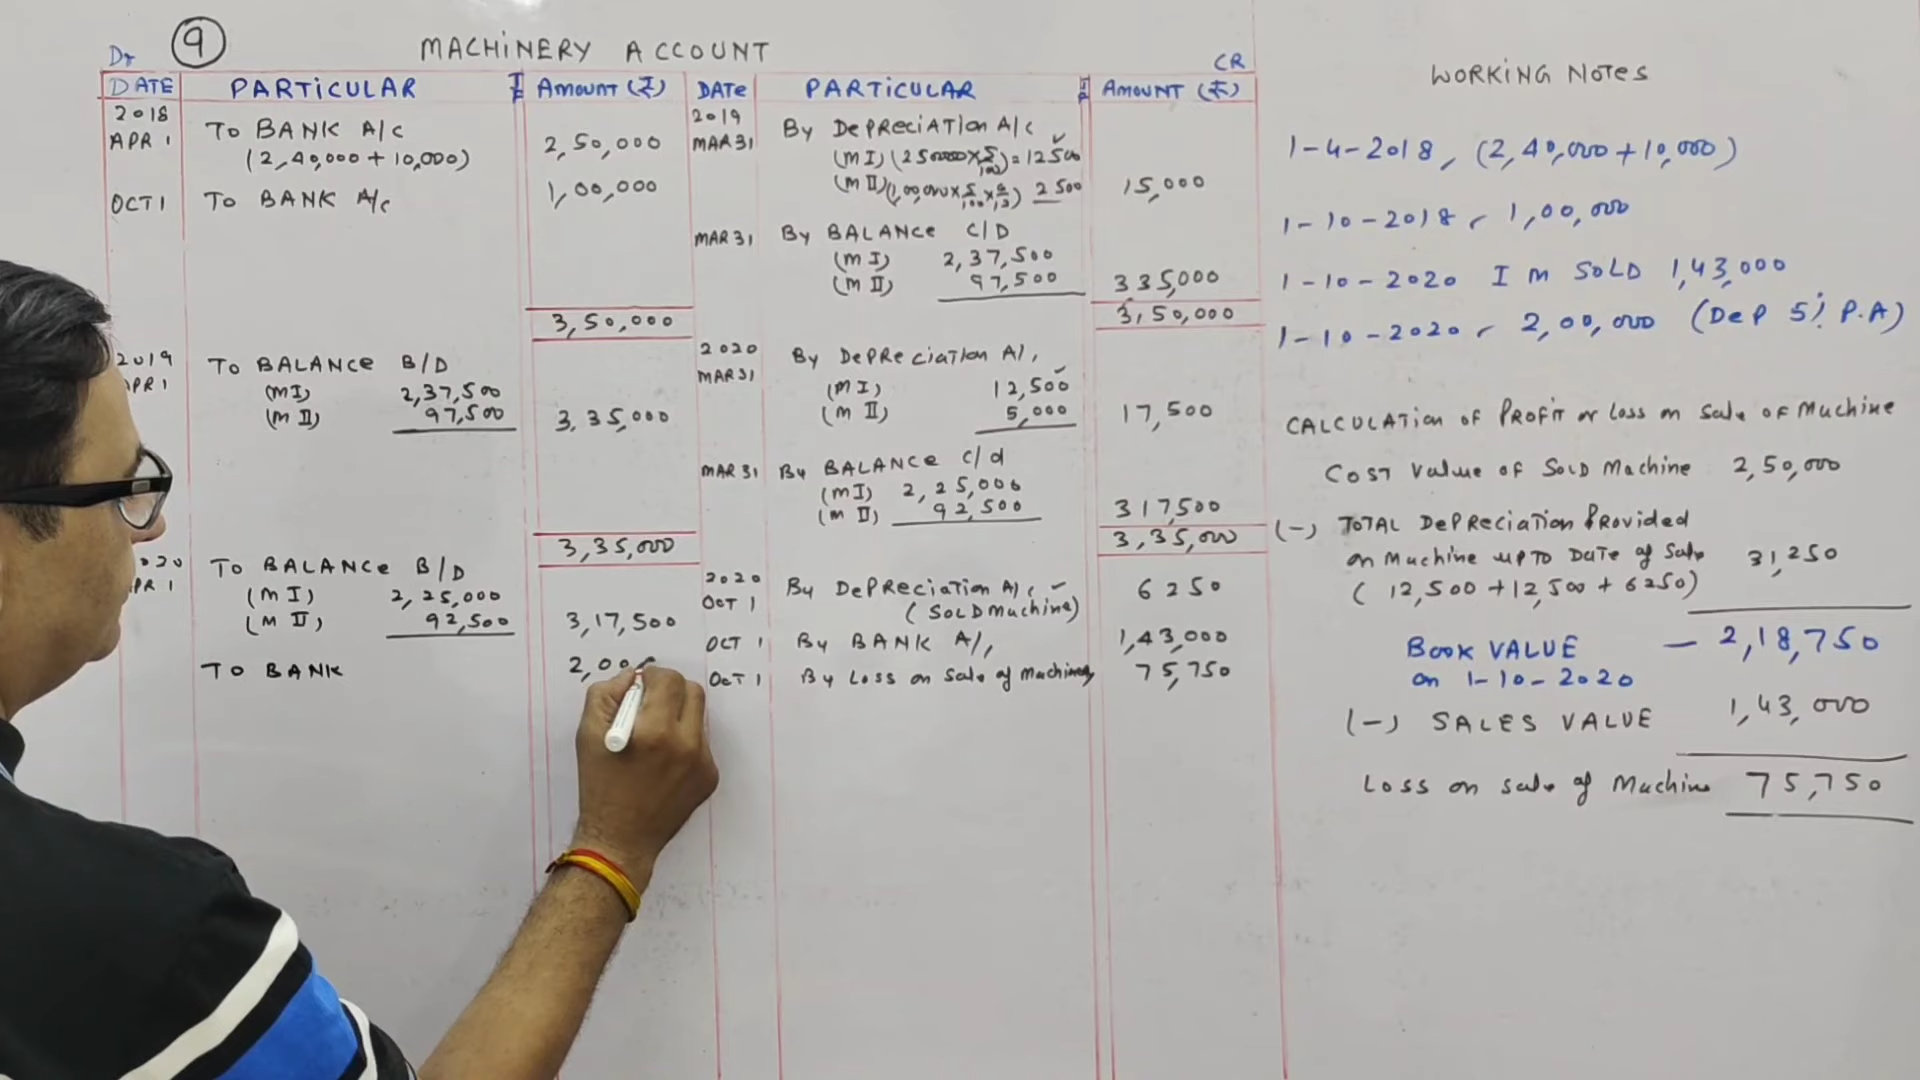 9
MACHINERY ACCOUNT
Dr
CR
DATE PARTICULAR Amount (₹) DATE PARTICULAR AMOUNT (₹)
2018
APR 1 TO BANK A/c 2,50,000
(2,40,000 + 10,000)
OCT 1 TO BANK A/c 1,00,000
3,50,000
2019
APR 1 TO BALANCE B/D
(M I) 2,37,500
(M II) 97,500 3,35,000
3,35,000
2020
APR 1 TO BALANCE B/D
(M I) 2,25,000
(M II) 92,500 3,17,500
TO BANK 2,000
2019
MAR 31 By DEPRECIATION A/c
(M I) (250000 × 5/100) = 12500
(M II) (1,00,000 × 5/100 × 6/12) 2500 15,000
MAR 31 By BALANCE C/D
(M I) 2,37,500
(M II) 97,500 335,000
3,50,000
2020
MAR 31 By DEPRECIATION A/,
(M I) 12,500
(M II) 5,000 17,500
MAR 31 By BALANCE C/d
(M I) 2,25,000
(M II) 92,500 317,500
3,35,000
2020
OCT 1 By DEPRECIATION A/c 6250
(SOLD Machine)
OCT 1 By BANK A/, 1,43,000
OCT 1 By Loss on Sale of Machinery 75,750
WORKING NOTES
1-4-2018, (2,40,000 + 10,000)
1-10-2018, 1,00,000
1-10-2020 I M SOLD 1,43,000
1-10-2020, 2,00,000 (DeP 5% P.A)
CALCULATION OF PROFIT or Loss on Sale OF Machine
COST Value OF SOLD Machine 2,50,000
(-) TOTAL DEPRECIATION PROVIDED
on Machine UP TO Date of Sale 31,250
(12,500 + 12,500 + 6250)
BOOK VALUE — 2,18,750
on 1-10-2020
(-) SALES VALUE 1,43,000
Loss on sale of Machine 75,750